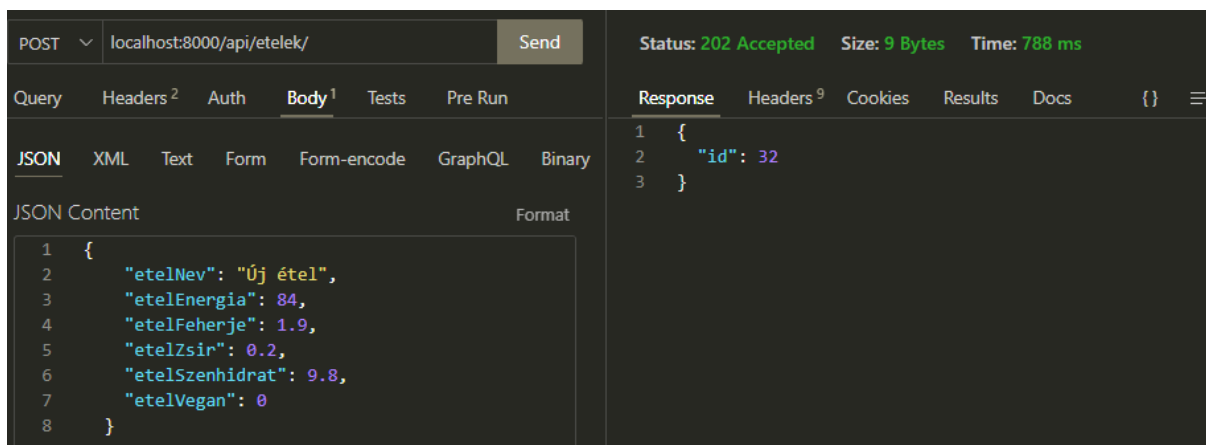 POST localhost:8000/api/etelek/ Send
Query Headers 2 Auth Body 1 Tests Pre Run
JSON XML Text Form Form-encode GraphQL Binary
JSON Content Format
1 {
2 "etelNev": "Új étel",
3 "etelEnergia": 84,
4 "etelFeherje": 1.9,
5 "etelZsir": 0.2,
6 "etelSzenhidrat": 9.8,
7 "etelVegan": 0
8 }
Status: 202 Accepted Size: 9 Bytes Time: 788 ms
Response Headers 9 Cookies Results Docs {}
1 {
2 "id": 32
3 }